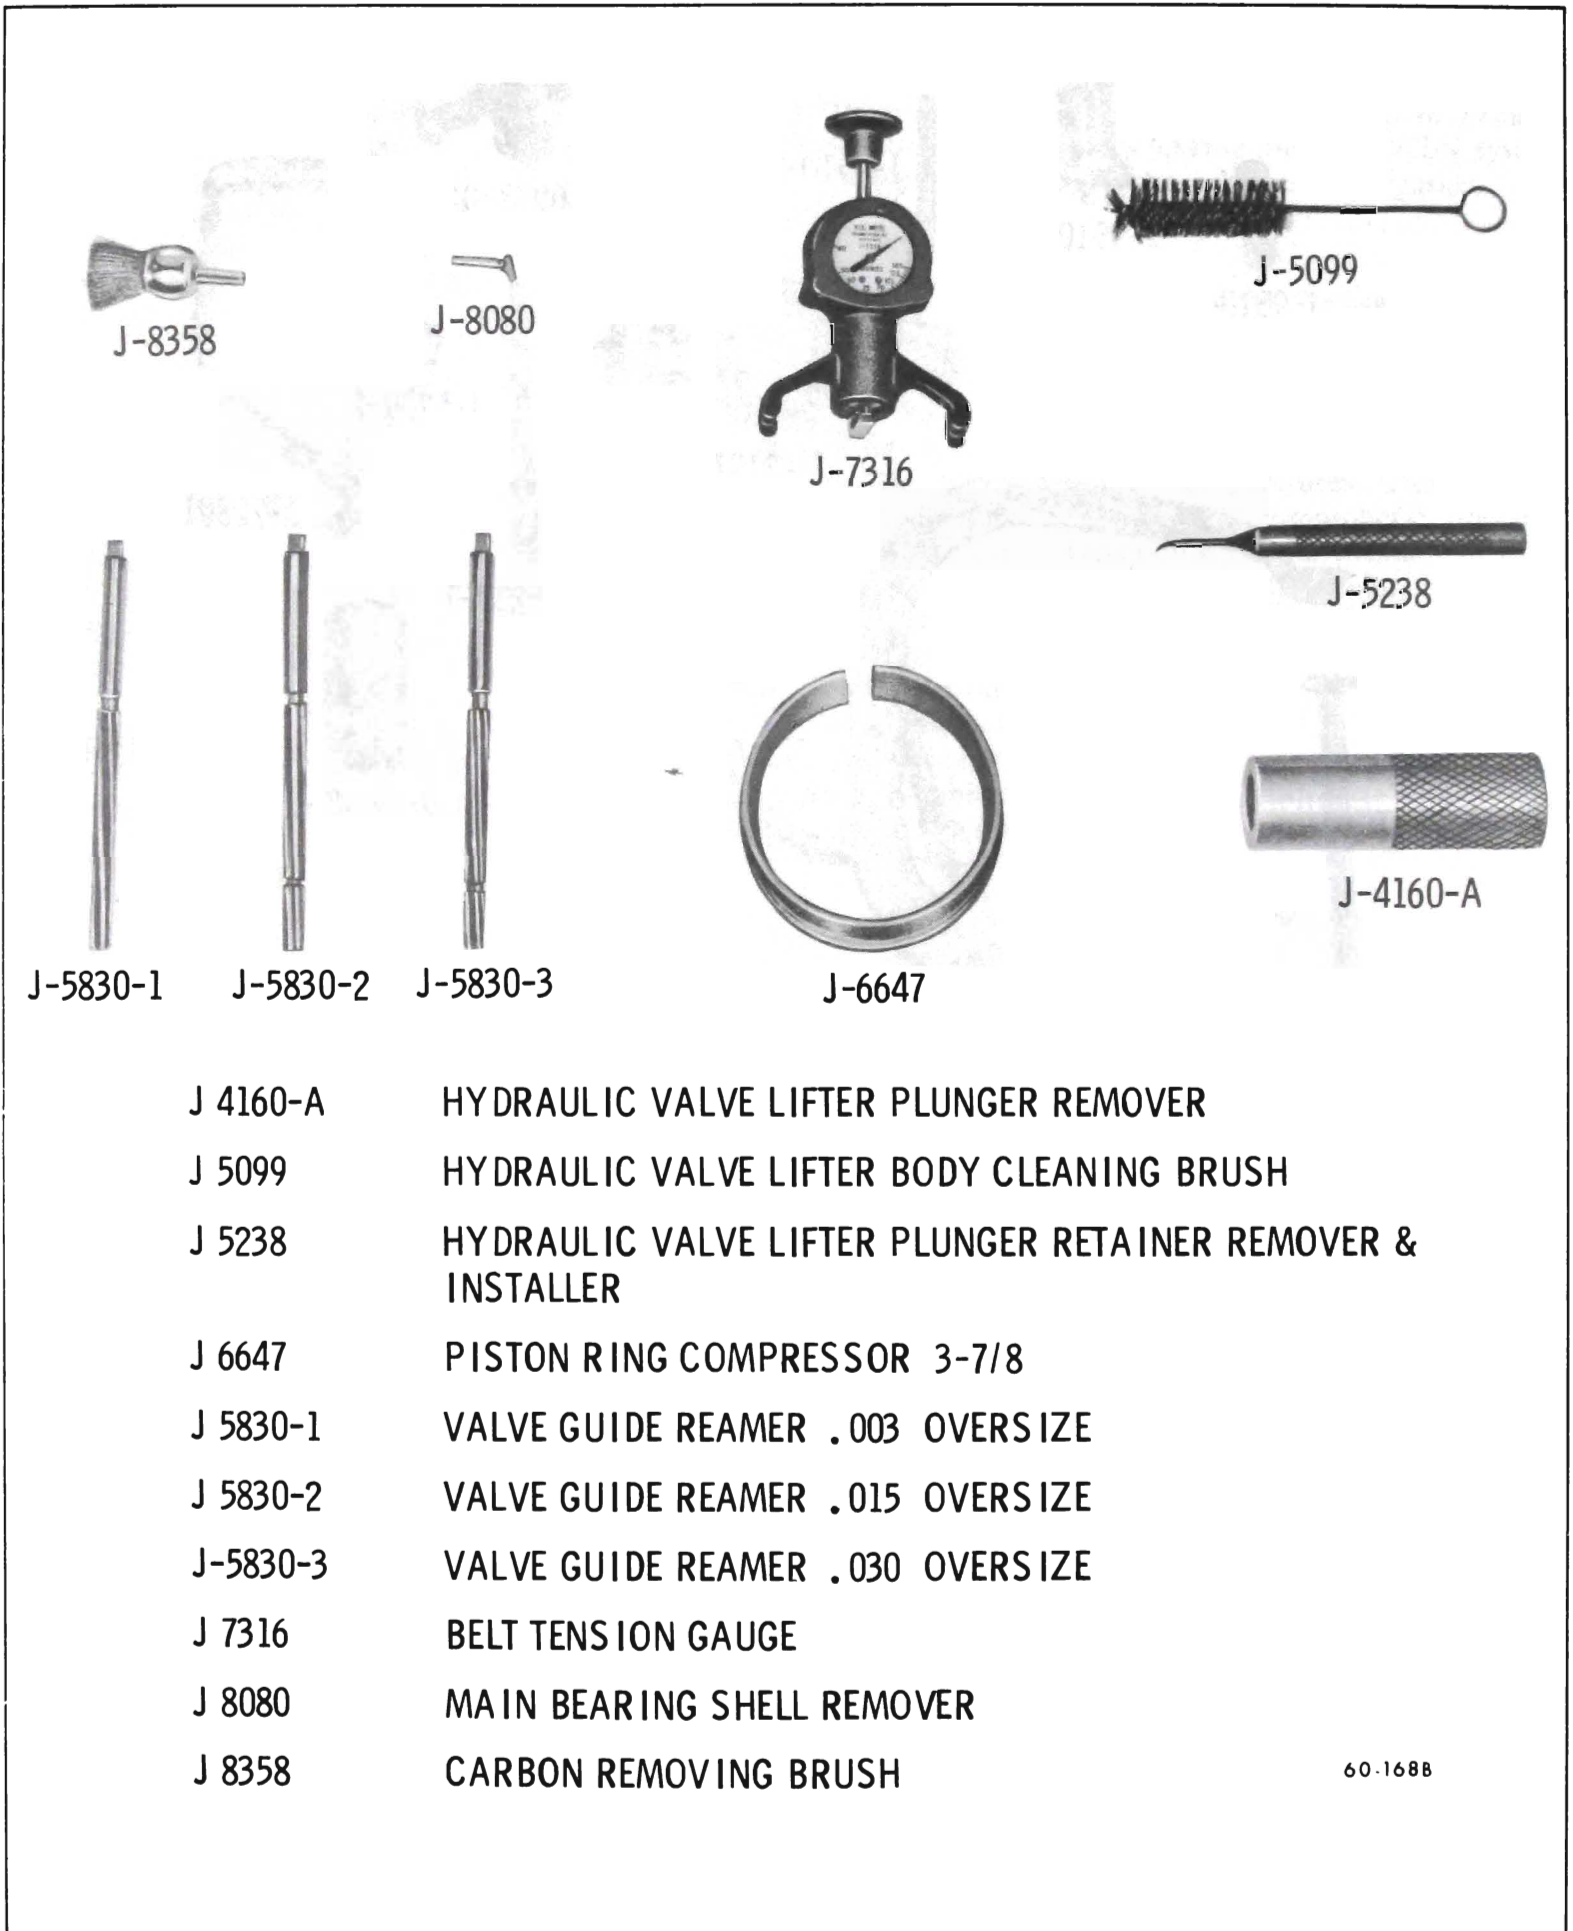 J-8358
J-8080
J-7316
J-5099
J-5238
J-4160-A
J-5830-1
J-5830-2
J-5830-3
J-6647
J 4160-A HYDRAULIC VALVE LIFTER PLUNGER REMOVER
J 5099 HYDRAULIC VALVE LIFTER BODY CLEANING BRUSH
J 5238 HYDRAULIC VALVE LIFTER PLUNGER RETAINER REMOVER &
INSTALLER
J 6647 PISTON RING COMPRESSOR 3-7/8
J 5830-1 VALVE GUIDE REAMER .003 OVERSIZE
J 5830-2 VALVE GUIDE REAMER .015 OVERSIZE
J-5830-3 VALVE GUIDE REAMER .030 OVERSIZE
J 7316 BELT TENSION GAUGE
J 8080 MAIN BEARING SHELL REMOVER
J 8358 CARBON REMOVING BRUSH
60-168B